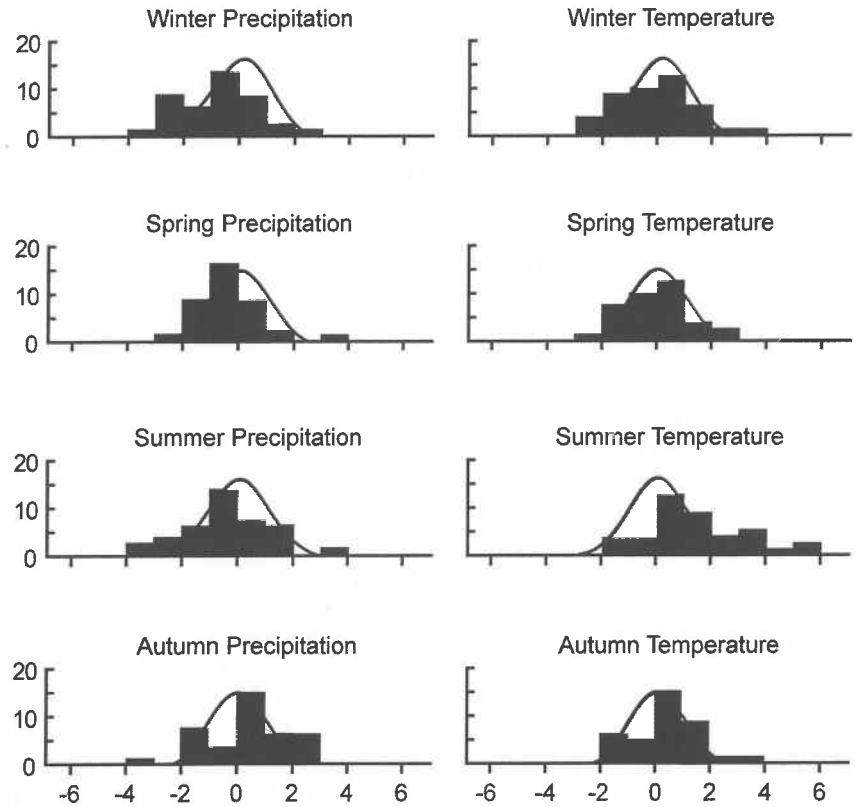 Winter Precipitation Winter Temperature
20
10
0
Spring Precipitation Spring Temperature
20
10
0
Summer Precipitation Summer Temperature
20
10
0
Autumn Precipitation Autumn Temperature
20
10
0
-6 -4 -2 0 2 4 6 -6 -4 -2 0 2 4 6